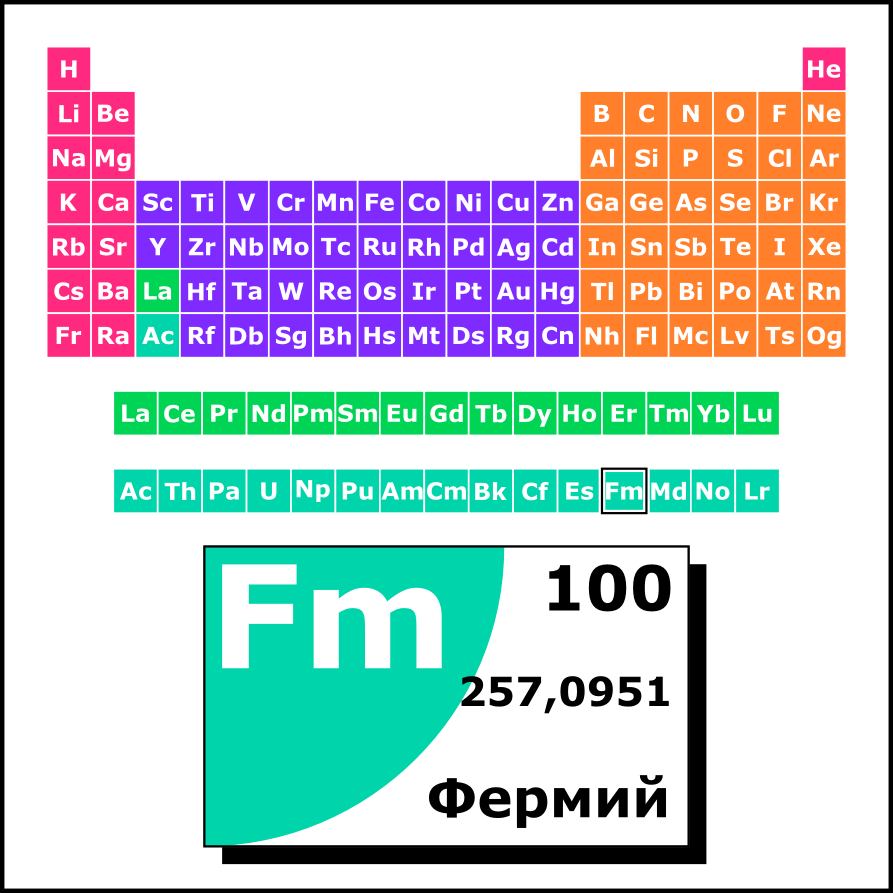 H He
Li Be B C N O F Ne
Na Mg Al Si P S Cl Ar
K Ca Sc Ti V Cr Mn Fe Co Ni Cu Zn Ga Ge As Se Br Kr
Rb Sr Y Zr Nb Mo Tc Ru Rh Pd Ag Cd In Sn Sb Te I Xe
Cs Ba La Hf Ta W Re Os Ir Pt Au Hg Tl Pb Bi Po At Rn
Fr Ra Ac Rf Db Sg Bh Hs Mt Ds Rg Cn Nh Fl Mc Lv Ts Og
La Ce Pr Nd Pm Sm Eu Gd Tb Dy Ho Er Tm Yb Lu
Ac Th Pa U Np Pu Am Cm Bk Cf Es Fm Md No Lr
Fm 100
257,0951
Фермий